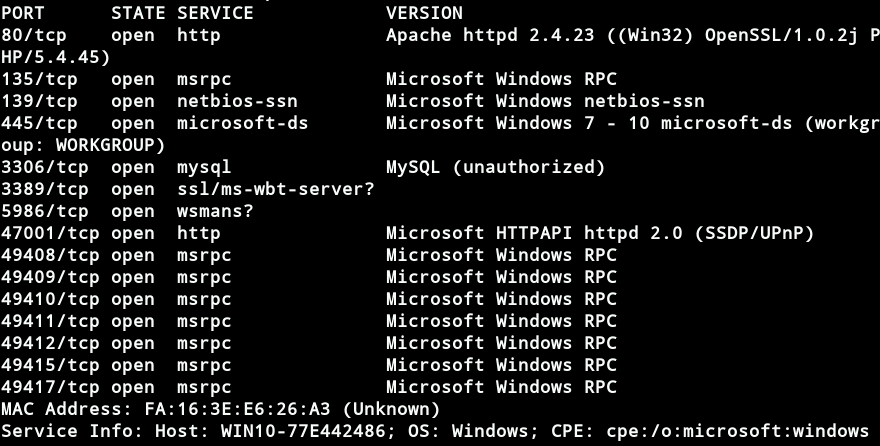 PORT      STATE SERVICE            VERSION
80/tcp    open  http               Apache httpd 2.4.23 ((Win32) OpenSSL/1.0.2j P
HP/5.4.45)
135/tcp   open  msrpc              Microsoft Windows RPC
139/tcp   open  netbios-ssn        Microsoft Windows netbios-ssn
445/tcp   open  microsoft-ds       Microsoft Windows 7 - 10 microsoft-ds (workgr
oup: WORKGROUP)
3306/tcp  open  mysql              MySQL (unauthorized)
3389/tcp  open  ssl/ms-wbt-server?
5986/tcp  open  wsmans?
47001/tcp open  http               Microsoft HTTPAPI httpd 2.0 (SSDP/UPnP)
49408/tcp open  msrpc              Microsoft Windows RPC
49409/tcp open  msrpc              Microsoft Windows RPC
49410/tcp open  msrpc              Microsoft Windows RPC
49411/tcp open  msrpc              Microsoft Windows RPC
49412/tcp open  msrpc              Microsoft Windows RPC
49415/tcp open  msrpc              Microsoft Windows RPC
49417/tcp open  msrpc              Microsoft Windows RPC
MAC Address: FA:16:3E:E6:26:A3 (Unknown)
Service Info: Host: WIN10-77E442486; OS: Windows; CPE: cpe:/o:microsoft:windows